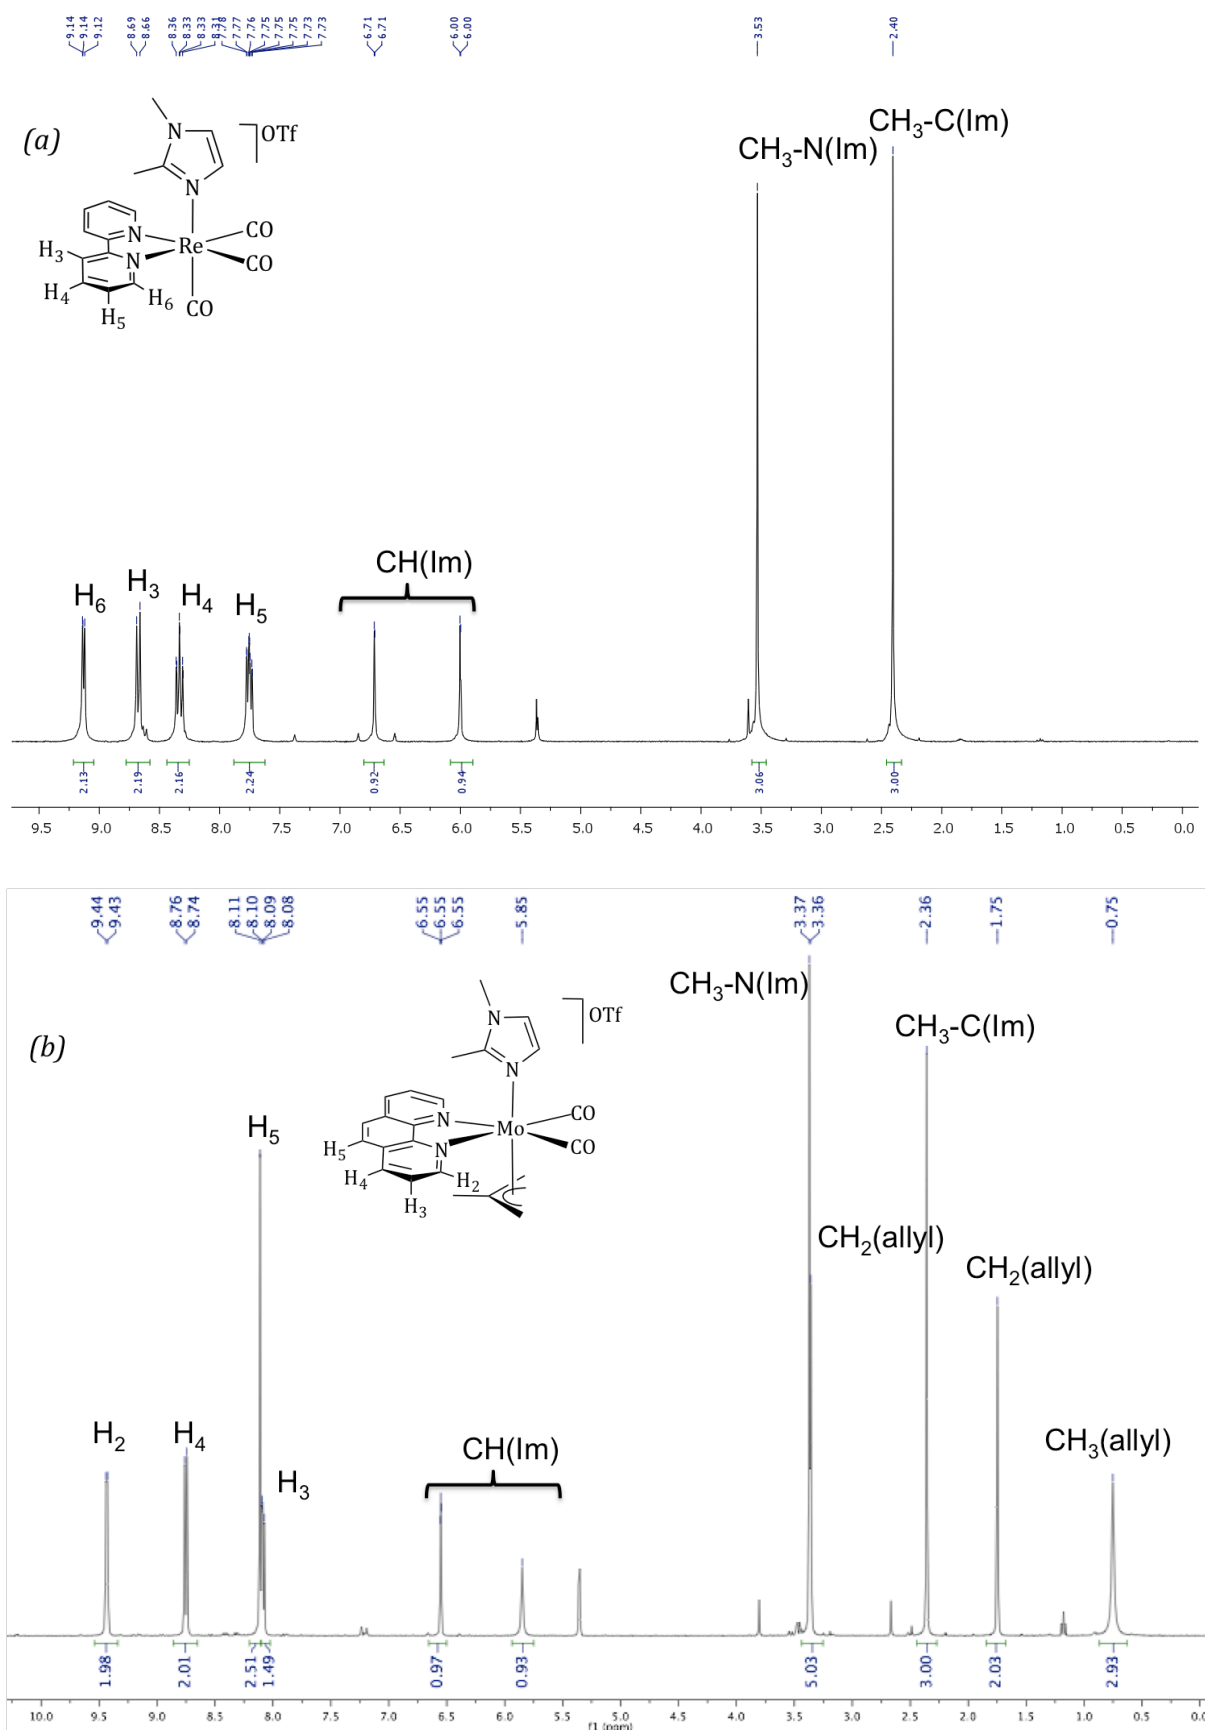 9.14 9.14 9.12 8.69 8.66 8.36 8.33 8.33 8.31 7.78 7.77 7.76 7.75 7.75 7.75 7.73 7.73 6.71 6.71 6.00 6.00 3.53 2.40
(a)
N
N
]OTf
CH3-N(Im)
CH3-C(Im)
N
N
Re
CO
CO
CO
H3
H4
H5
H6
H6
H3
H4
H5
CH(Im)
2.13 2.19 2.16 2.24 0.92 0.94 3.06 3.00
9.5 9.0 8.5 8.0 7.5 7.0 6.5 6.0 5.5 5.0 4.5 4.0 3.5 3.0 2.5 2.0 1.5 1.0 0.5 0.0
9.44 9.43 8.76 8.74 8.11 8.10 8.09 8.08 6.55 6.55 6.55 5.85 3.37 3.36 2.36 1.75 0.75
(b)
N
N
]OTf
CH3-N(Im)
CH3-C(Im)
N
N
Mo
CO
CO
H5
H4
H3
H2
H5
CH2(allyl)
CH2(allyl)
H2
H4
H3
CH(Im)
CH3(allyl)
1.98 2.01 2.51 1.49 0.97 0.93 5.03 3.00 2.03 2.93
10.0 9.5 9.0 8.5 8.0 7.5 7.0 6.5 6.0 5.5 5.0 4.5 4.0 3.5 3.0 2.5 2.0 1.5 1.0 0.5 0.0
f1 (ppm)